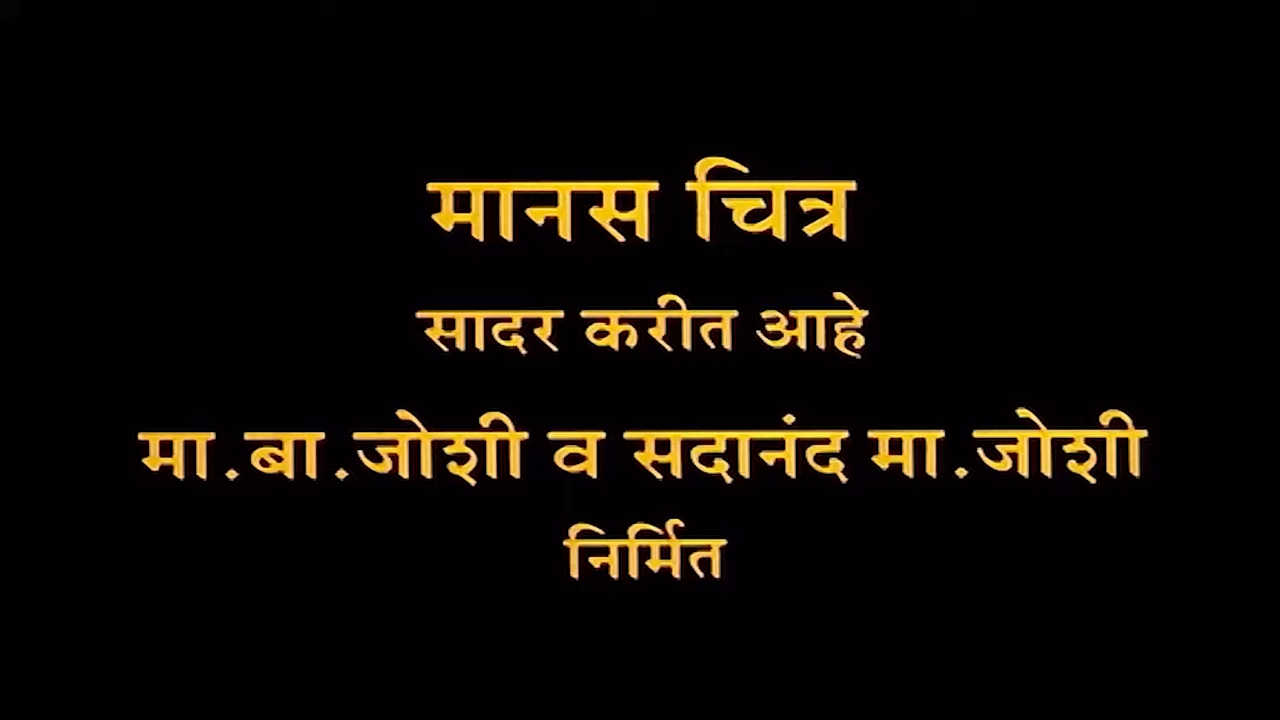 मानस चित्र
सादर करीत आहे
मा.बा.जोशी व सदानंद मा.जोशी
निर्मित